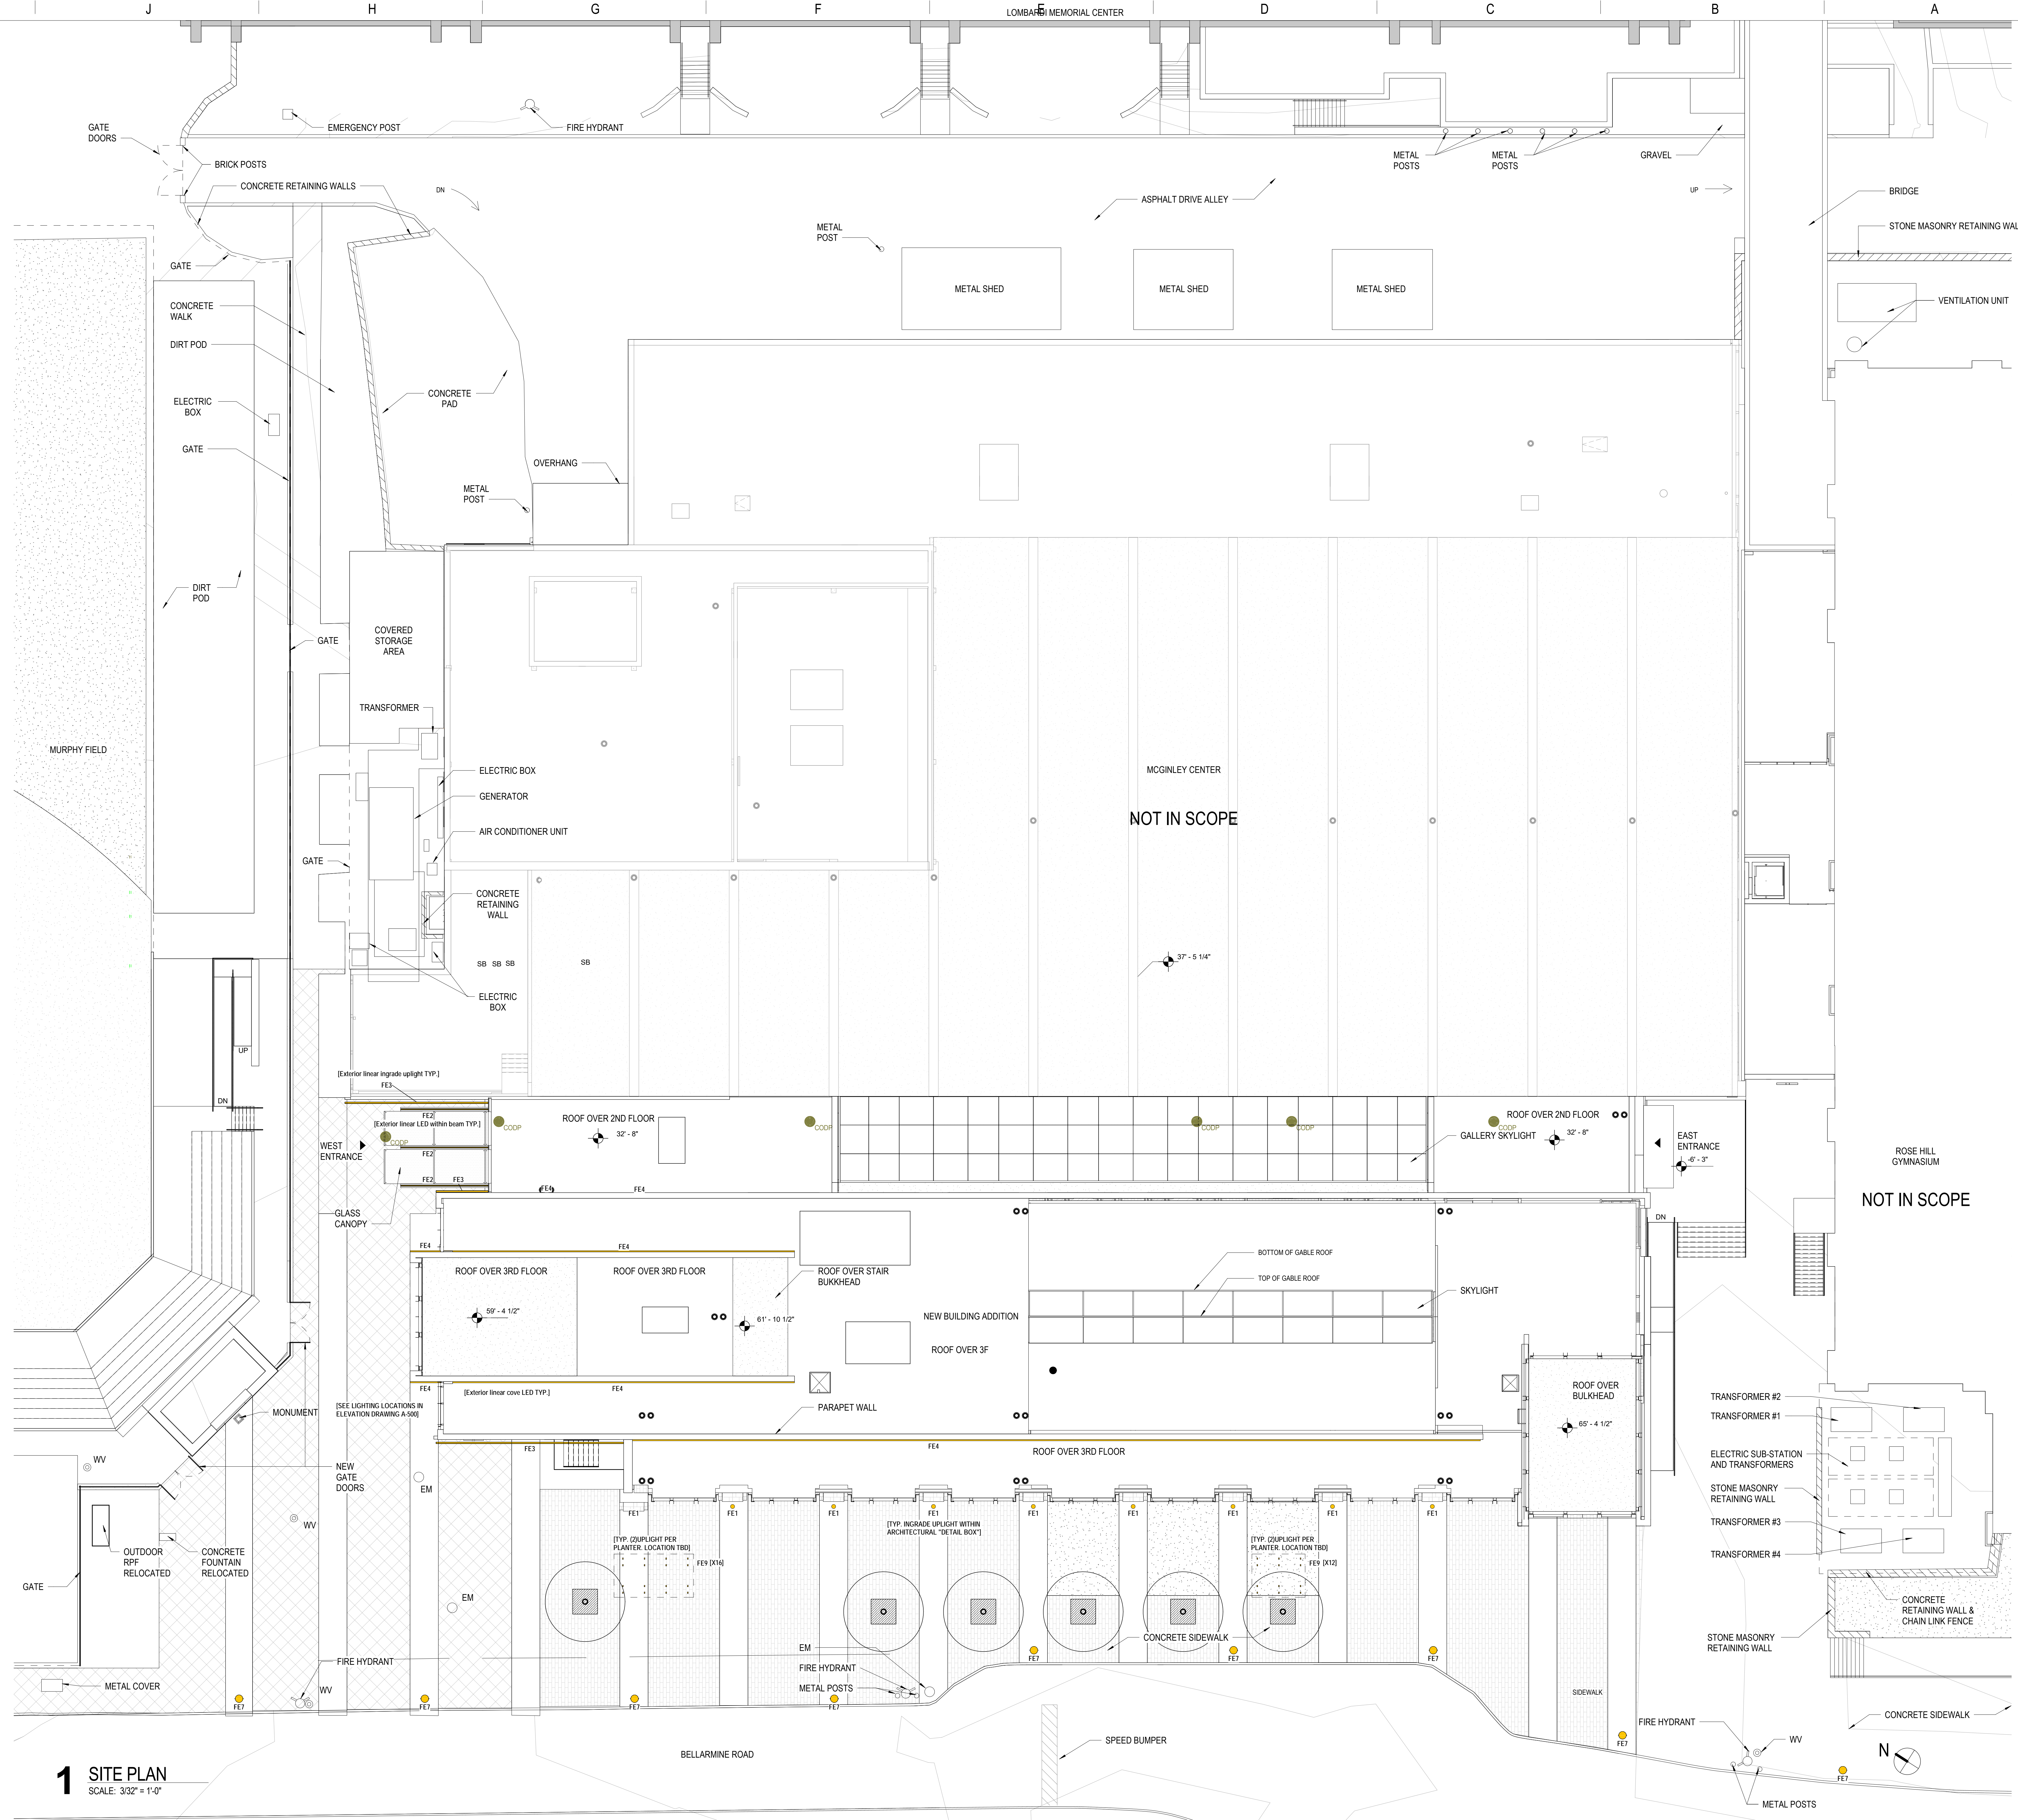 J
H
G
F
E
D
C
B
A
LOMBARDI MEMORIAL CENTER
GATE
DOORS
EMERGENCY POST
FIRE HYDRANT
BRICK POSTS
CONCRETE RETAINING WALLS
DN
METAL
POSTS
METAL
POSTS
GRAVEL
UP
BRIDGE
ASPHALT DRIVE ALLEY
STONE MASONRY RETAINING WAL
METAL
POST
GATE
METAL SHED
METAL SHED
METAL SHED
VENTILATION UNIT
CONCRETE
WALK
DIRT POD
ELECTRIC
BOX
CONCRETE
PAD
GATE
OVERHANG
METAL
POST
DIRT
POD
GATE
COVERED
STORAGE
AREA
TRANSFORMER
MURPHY FIELD
ELECTRIC BOX
GENERATOR
AIR CONDITIONER UNIT
GATE
CONCRETE
RETAINING
WALL
MCGINLEY CENTER
NOT IN SCOPE
SB
SB
SB
SB
37' - 5 1/4"
ELECTRIC
BOX
UP
DN
[Exterior linear ingrade uplight TYP.]
FE3
FE2
[Exterior linear LED within beam TYP.]
CODP
FE2
FE2
FE3
WEST
ENTRANCE
GLASS
CANOPY
CODP
ROOF OVER 2ND FLOOR
32' - 8"
CODP
CODP
CODP
CODP
ROOF OVER 2ND FLOOR
32' - 8"
GALLERY SKYLIGHT
EAST
ENTRANCE
-6' - 3"
ROSE HILL
GYMNASIUM
NOT IN SCOPE
FE4
FE4
DN
FE4
FE4
ROOF OVER 3RD FLOOR
ROOF OVER 3RD FLOOR
ROOF OVER STAIR
BUKKHEAD
BOTTOM OF GABLE ROOF
TOP OF GABLE ROOF
SKYLIGHT
59' - 4 1/2"
61' - 10 1/2"
NEW BUILDING ADDITION
ROOF OVER 3F
FE4
FE4
[Exterior linear cove LED TYP.]
[SEE LIGHTING LOCATIONS IN
ELEVATION DRAWING A-500]
PARAPET WALL
ROOF OVER
BULKHEAD
65' - 4 1/2"
MONUMENT
FE3
FE4
ROOF OVER 3RD FLOOR
WV
NEW
GATE
DOORS
EM
WV
TRANSFORMER #2
TRANSFORMER #1
ELECTRIC SUB-STATION
AND TRANSFORMERS
STONE MASONRY
RETAINING WALL
TRANSFORMER #3
TRANSFORMER #4
FE1
FE1
FE1
FE1
FE1
FE1
FE1
FE1
FE1
[TYP. INGRADE UPLIGHT WITHIN
ARCHITECTURAL "DETAIL BOX"]
[TYP. (2)UPLIGHT PER
PLANTER. LOCATION TBD]
FE9 [X16]
[TYP. (2)UPLIGHT PER
PLANTER. LOCATION TBD]
FE9 [X12]
OUTDOOR
RPF
RELOCATED
CONCRETE
FOUNTAIN
RELOCATED
GATE
EM
CONCRETE
RETAINING WALL &
CHAIN LINK FENCE
STONE MASONRY
RETAINING WALL
CONCRETE SIDEWALK
EM
FIRE HYDRANT
METAL POSTS
FE7
FE7
FE7
FIRE HYDRANT
WV
METAL COVER
FE7
FE7
FE7
FE7
SIDEWALK
CONCRETE SIDEWALK
FIRE HYDRANT
WV
FE7
FE7
METAL POSTS
N
SPEED BUMPER
BELLARMINE ROAD
1
SITE PLAN
SCALE: 3/32" = 1'-0"